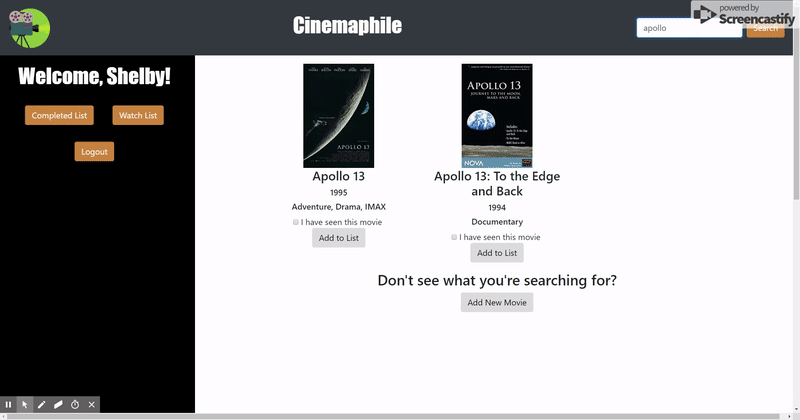 Cinemaphile
apollo
Search
powered by
Screencastify
Welcome, Shelby!
Completed List
Watch List
Logout
APOLLO 13
Apollo 13
1995
Adventure, Drama, IMAX
I have seen this movie
Add to List
APOLLO 13
JOURNEY TO THE MOON,
MARS AND BACK
NOVA
Apollo 13: To the Edge
and Back
1994
Documentary
I have seen this movie
Add to List
Don't see what you're searching for?
Add New Movie